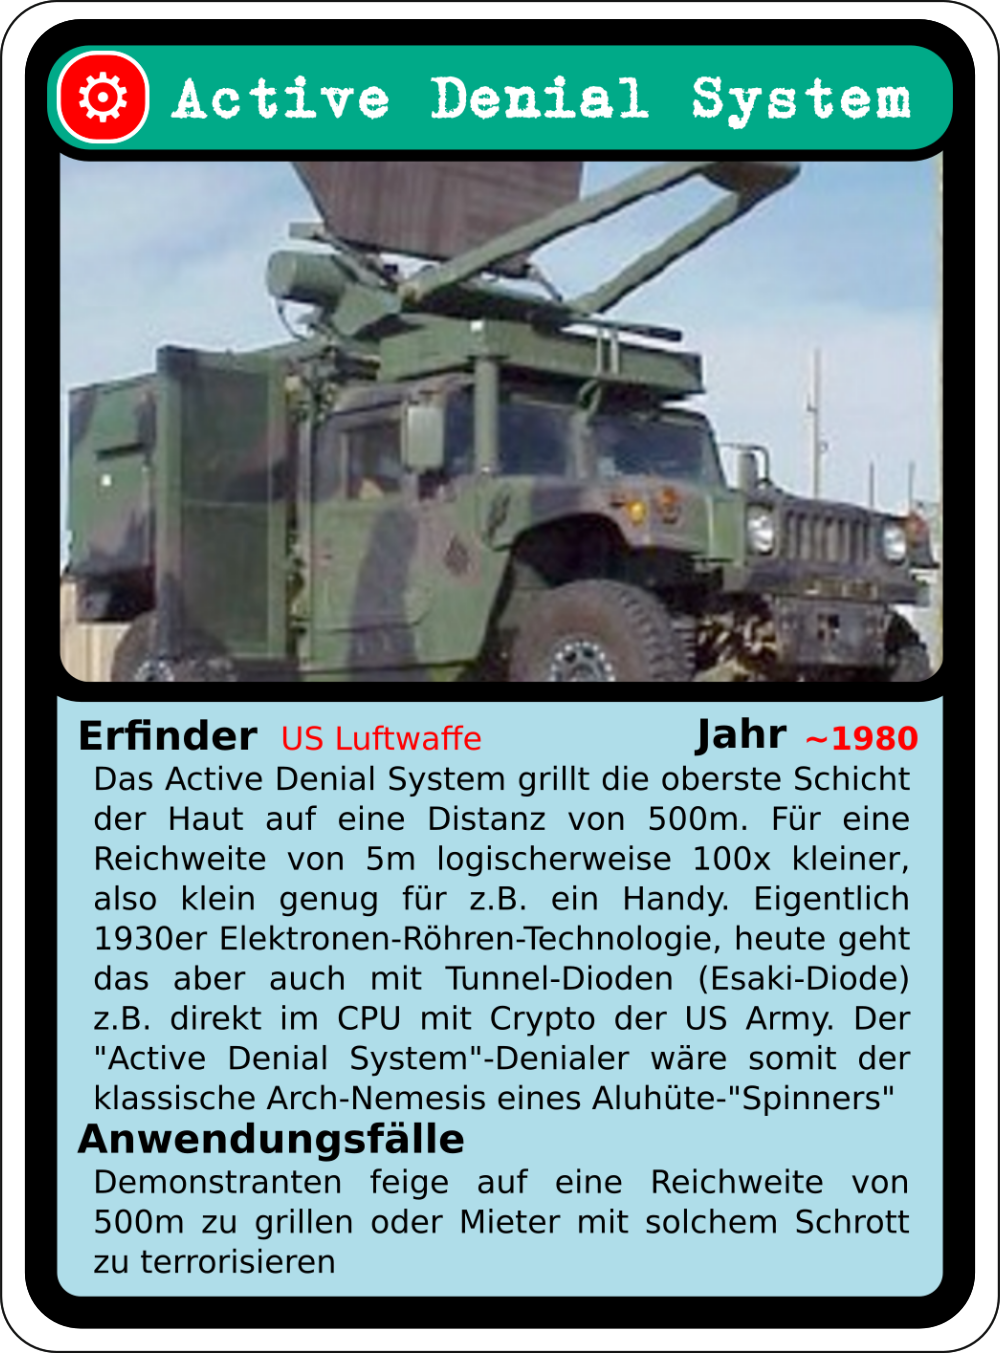 Active Denial System
Erfinder US Luftwaffe Jahr ~1980
Das Active Denial System grillt die oberste Schicht
der Haut auf eine Distanz von 500m. Für eine
Reichweite von 5m logischerweise 100x kleiner,
also klein genug für z.B. ein Handy. Eigentlich
1930er Elektronen-Röhren-Technologie, heute geht
das aber auch mit Tunnel-Dioden (Esaki-Diode)
z.B. direkt im CPU mit Crypto der US Army. Der
"Active Denial System"-Denialer wäre somit der
klassische Arch-Nemesis eines Aluhüte-"Spinners"
Anwendungsfälle
Demonstranten feige auf eine Reichweite von
500m zu grillen oder Mieter mit solchem Schrott
zu terrorisieren